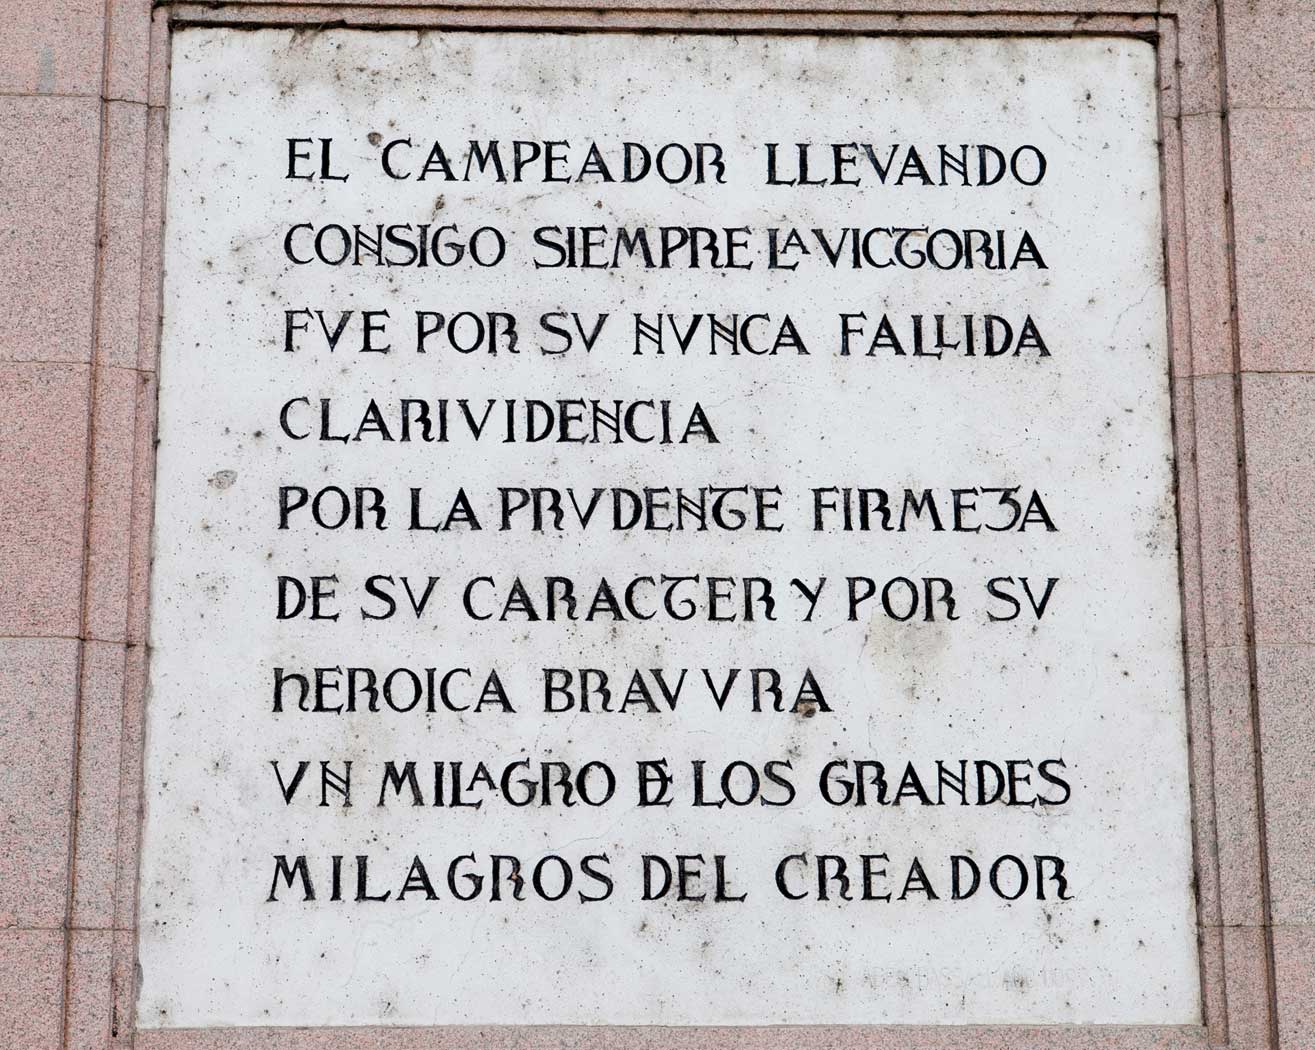 EL CAMPEADOR LLEVANDO
CONSIGO SIEMPRE LA VICTORIA
FVE POR SV NVNCA FALLIDA
CLARIVIDENCIA
POR LA PRVDENTE FIRMEZA
DE SV CARACTER Y POR SV
hEROICA BRAVVRA
VN MILAGRO DE LOS GRANDES
MILAGROS DEL CREADOR